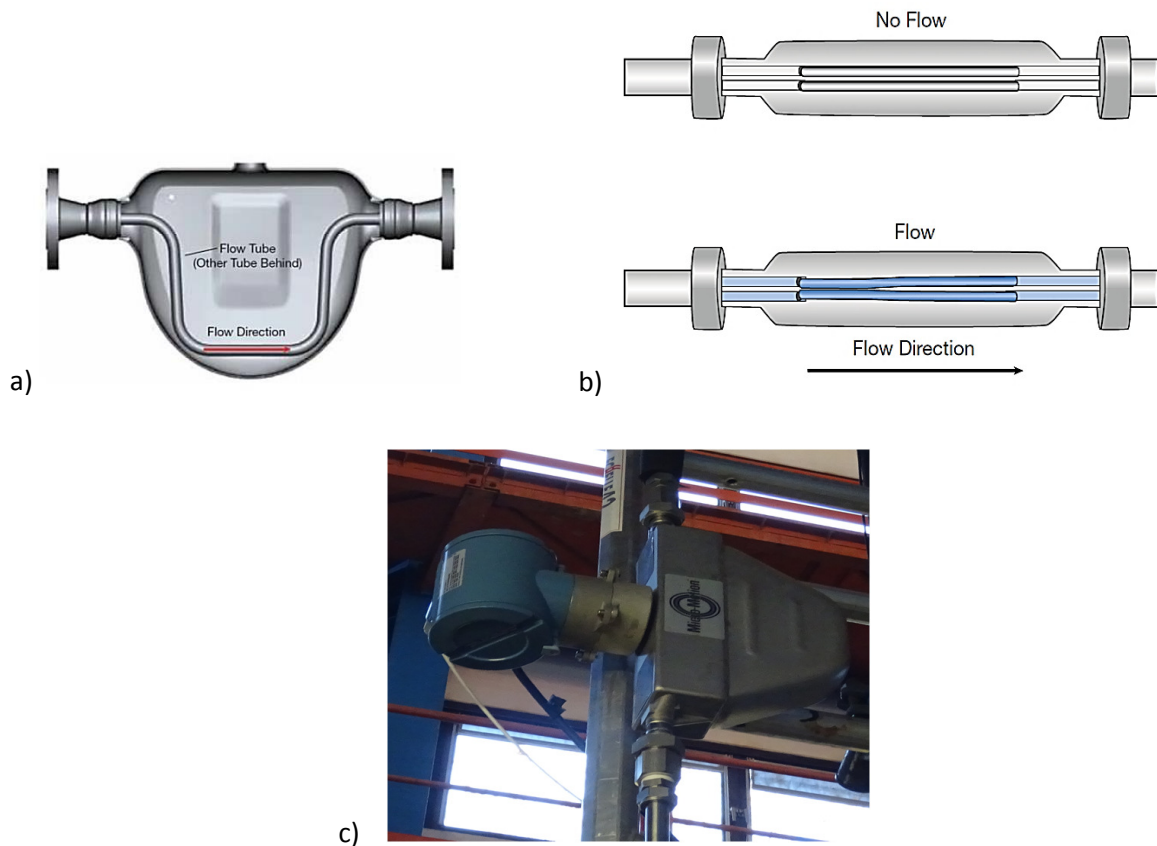 No Flow
Flow Tube
(Other Tube Behind)
Flow Direction
a)
Flow
Flow Direction
b)
Micro Motion
c)